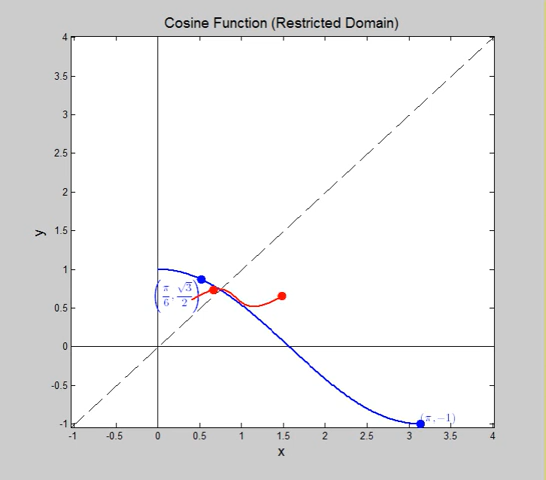 Cosine Function (Restricted Domain)
4
3.5
3
2.5
2
1.5
1
0.5
0
-0.5
-1
y
(π/6, √3/2)
(π,−1)
-1 -0.5 0 0.5 1 1.5 2 2.5 3 3.5 4
x